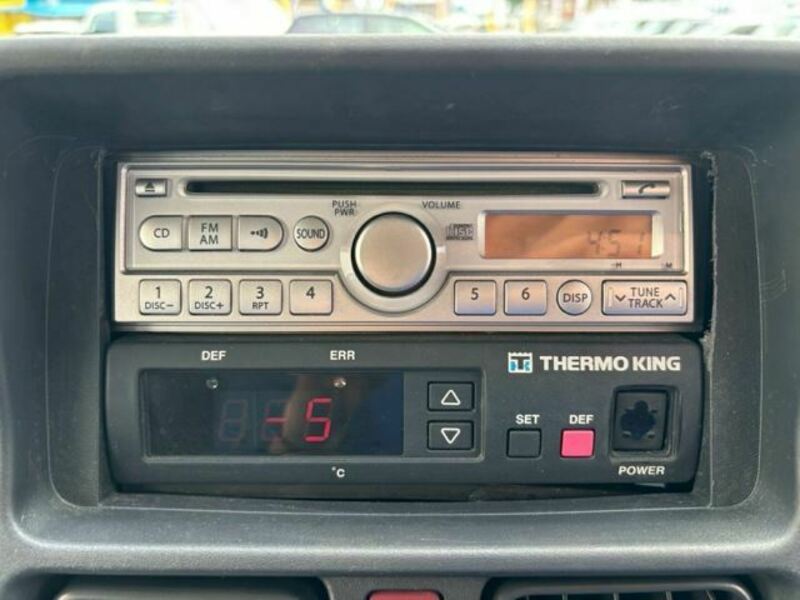 PUSH
PWR
VOLUME
CD
FM
AM
SOUND
DISC
4:51
1
DISC-
2
DISC+
3
RPT
4
5
6
DISP
TUNE
TRACK
DEF
ERR
THERMO KING
-5
SET
DEF
°C
POWER